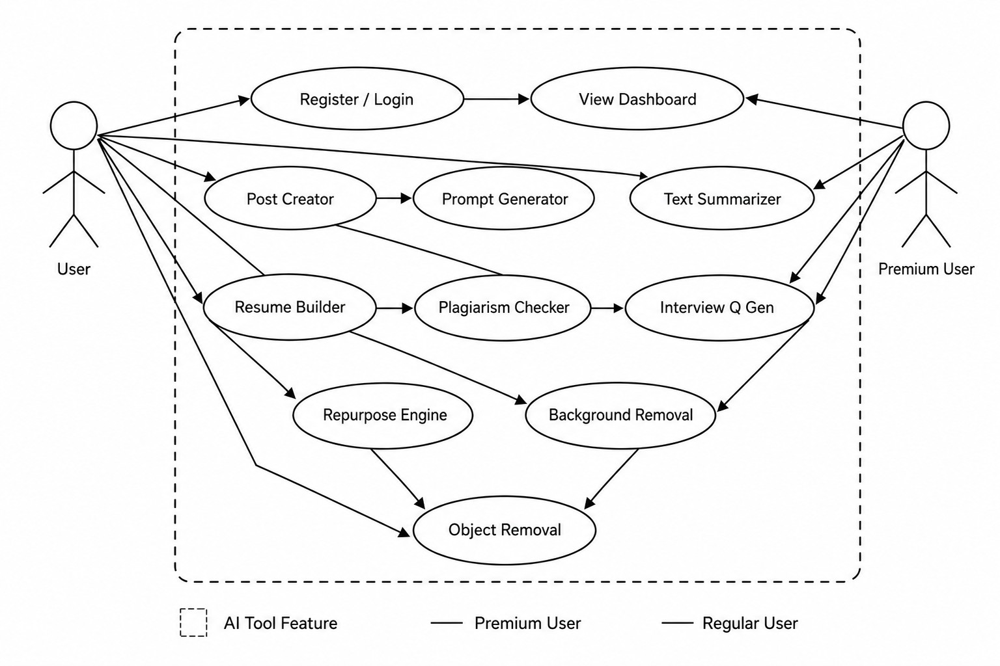 Register / Login
View Dashboard
Post Creator
Prompt Generator
Text Summarizer
User
Premium User
Resume Builder
Plagiarism Checker
Interview Q Gen
Repurpose Engine
Background Removal
Object Removal
AI Tool Feature
Premium User
Regular User